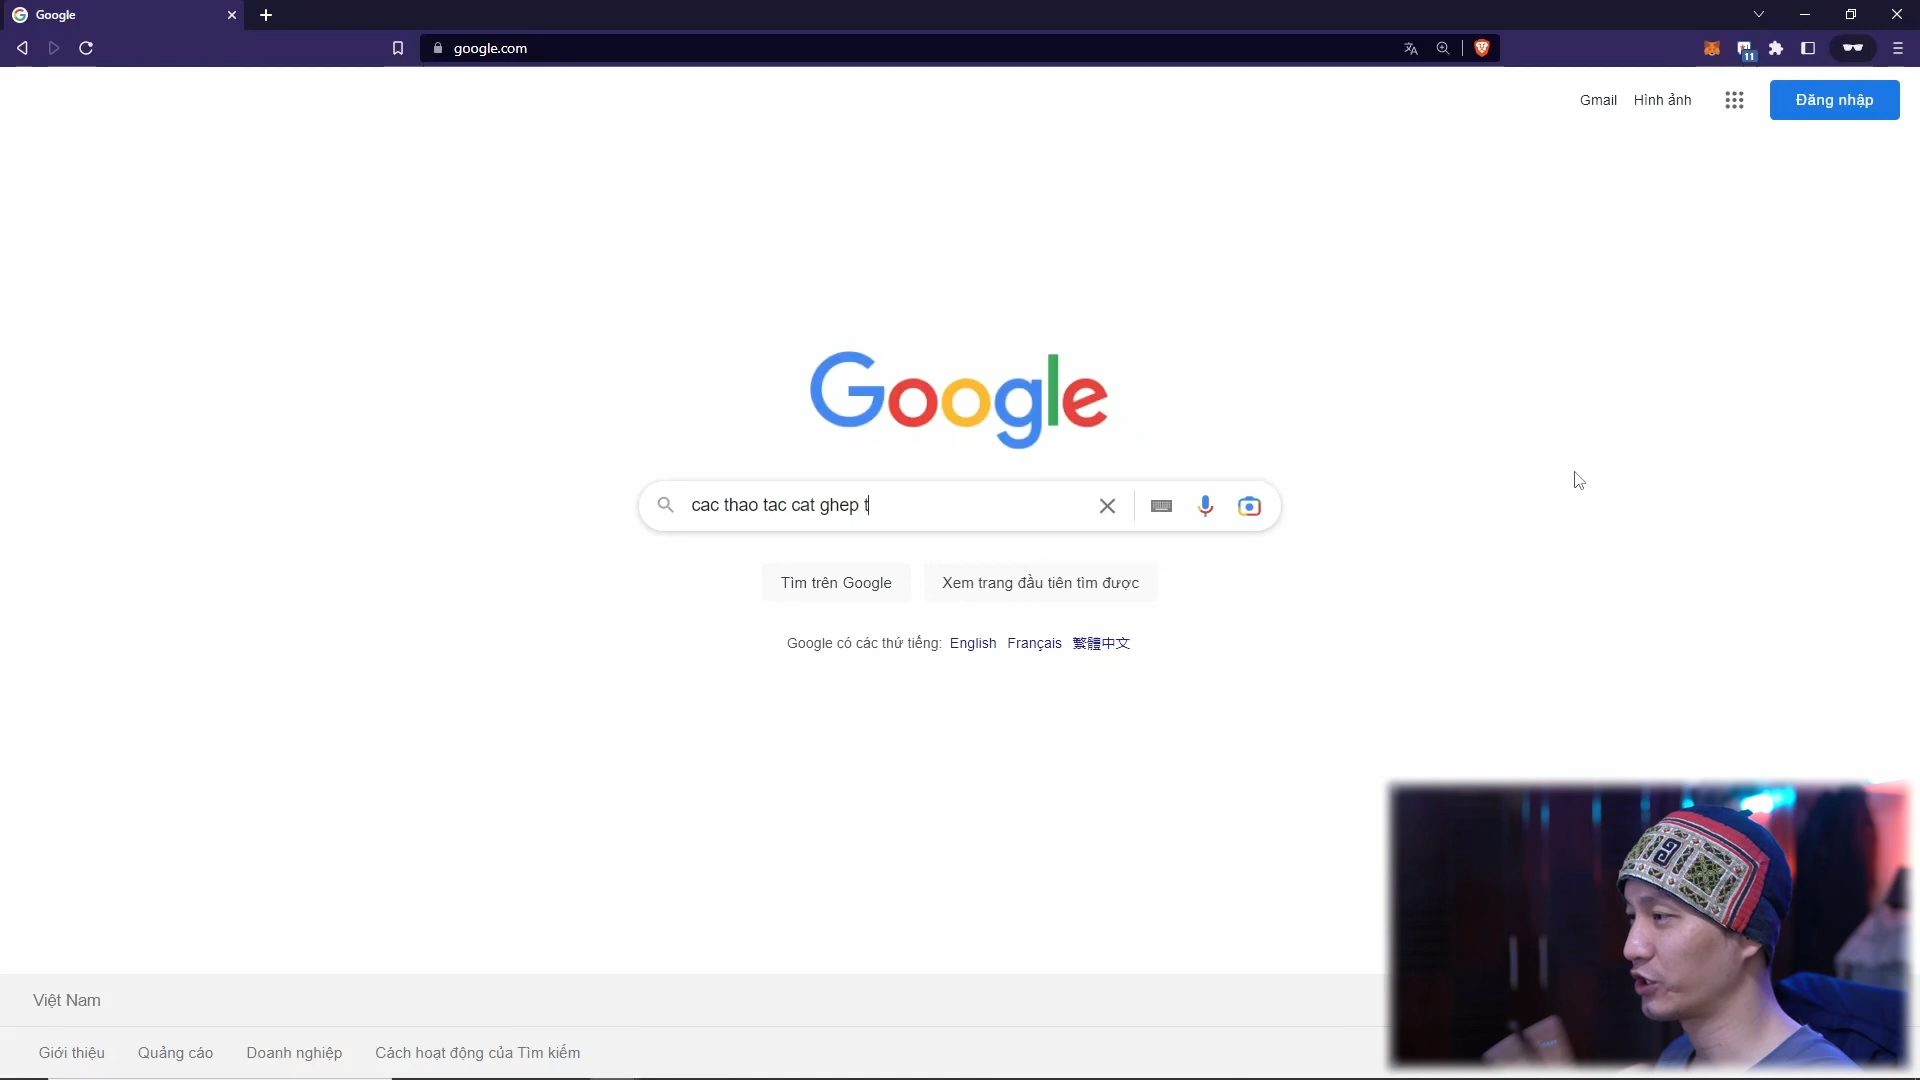 Google
google.com
11
Gmail Hình ảnh Đăng nhập
Google
cac thao tac cat ghep t
Tìm trên Google Xem trang đầu tiên tìm được
Google có các thứ tiếng: English Français 繁體中文
Việt Nam
Giới thiệu Quảng cáo Doanh nghiệp Cách hoạt động của Tìm kiếm